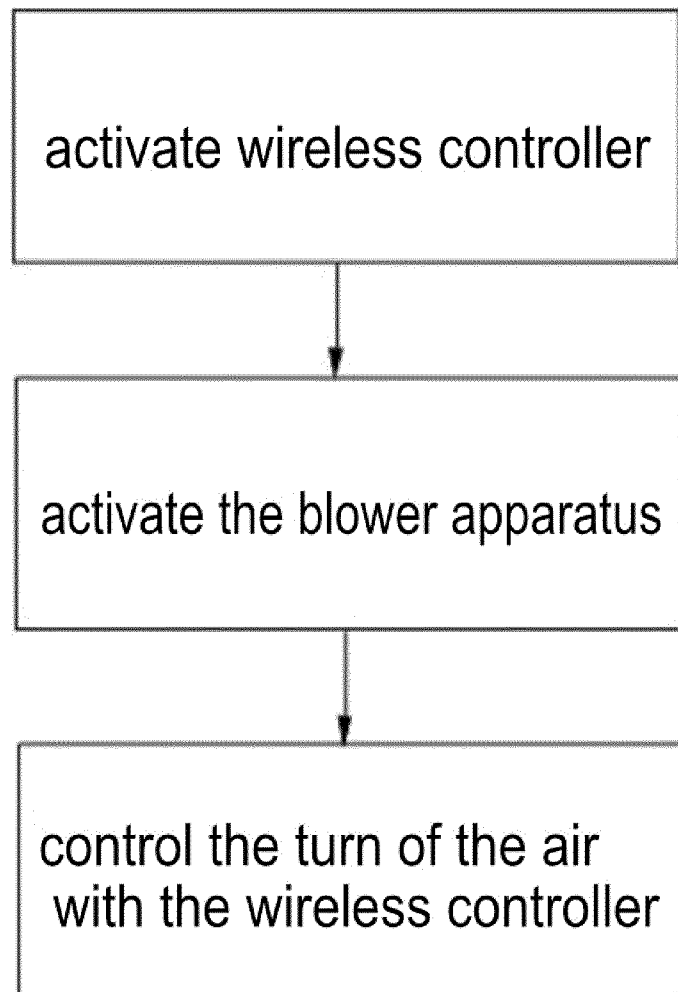 activate wireless controller
activate the blower apparatus
control the turn of the air
with the wireless controller